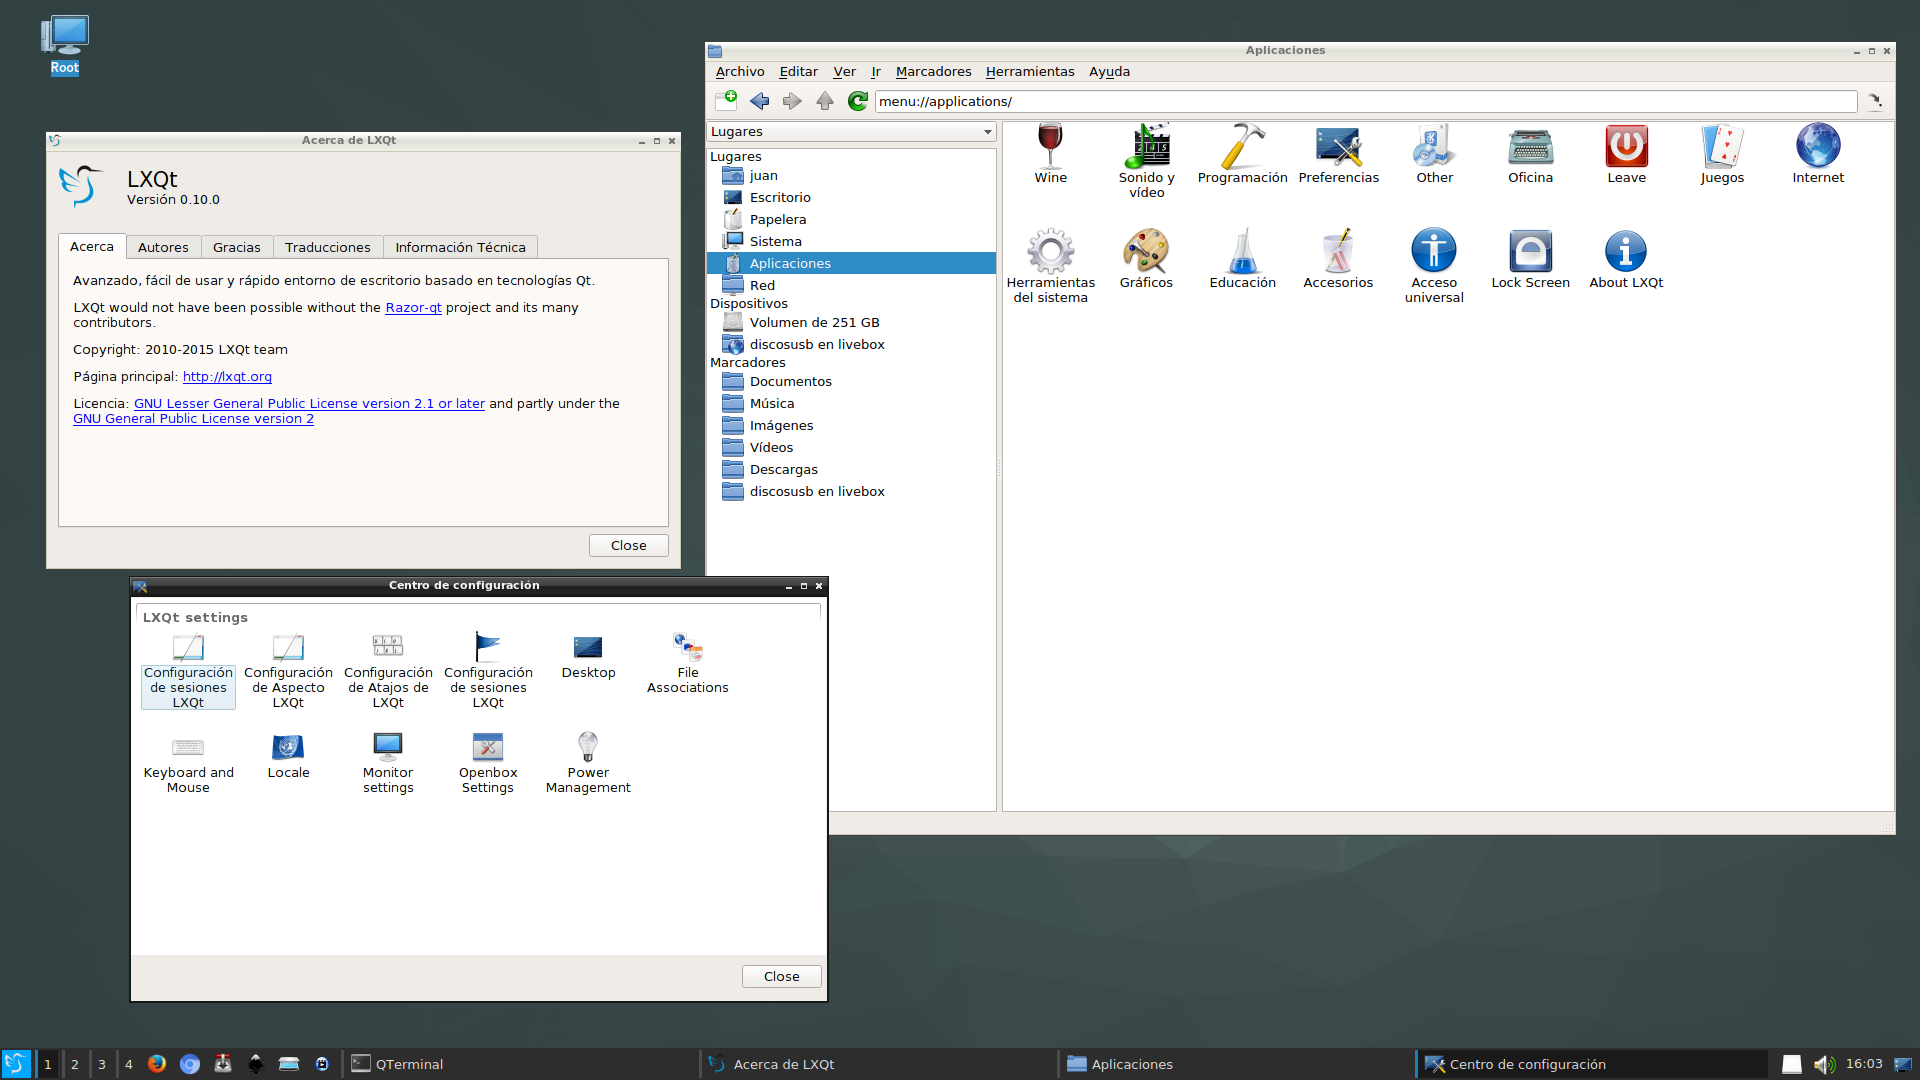 Root
Acerca de LXQt
LXQt
Versión 0.10.0
Acerca
Autores
Gracias
Traducciones
Información Técnica
Avanzado, fácil de usar y rápido entorno de escritorio basado en tecnologías Qt.
LXQt would not have been possible without the Razor-qt project and its many
contributors.
Copyright: 2010-2015 LXQt team
Página principal: http://lxqt.org
Licencia: GNU Lesser General Public License version 2.1 or later and partly under the
GNU General Public License version 2
Close
Aplicaciones
Archivo Editar Ver Ir Marcadores Herramientas Ayuda
menu://applications/
Lugares
Lugares
juan
Escritorio
Papelera
Sistema
Aplicaciones
Red
Dispositivos
Volumen de 251 GB
discosusb en livebox
Marcadores
Documentos
Música
Imágenes
Vídeos
Descargas
discosusb en livebox
Wine
Sonido y
vídeo
Programación
Preferencias
Other
Oficina
Leave
Juegos
Internet
Herramientas
del sistema
Gráficos
Educación
Accesorios
Acceso
universal
Lock Screen
About LXQt
Centro de configuración
LXQt settings
Configuración
de sesiones
LXQt
Configuración
de Aspecto
LXQt
Configuración
de Atajos de
LXQt
Configuración
de sesiones
LXQt
Desktop
File
Associations
Keyboard and
Mouse
Locale
Monitor
settings
Openbox
Settings
Power
Management
Close
1 2 3 4
QTerminal
Acerca de LXQt
Aplicaciones
Centro de configuración
16:03